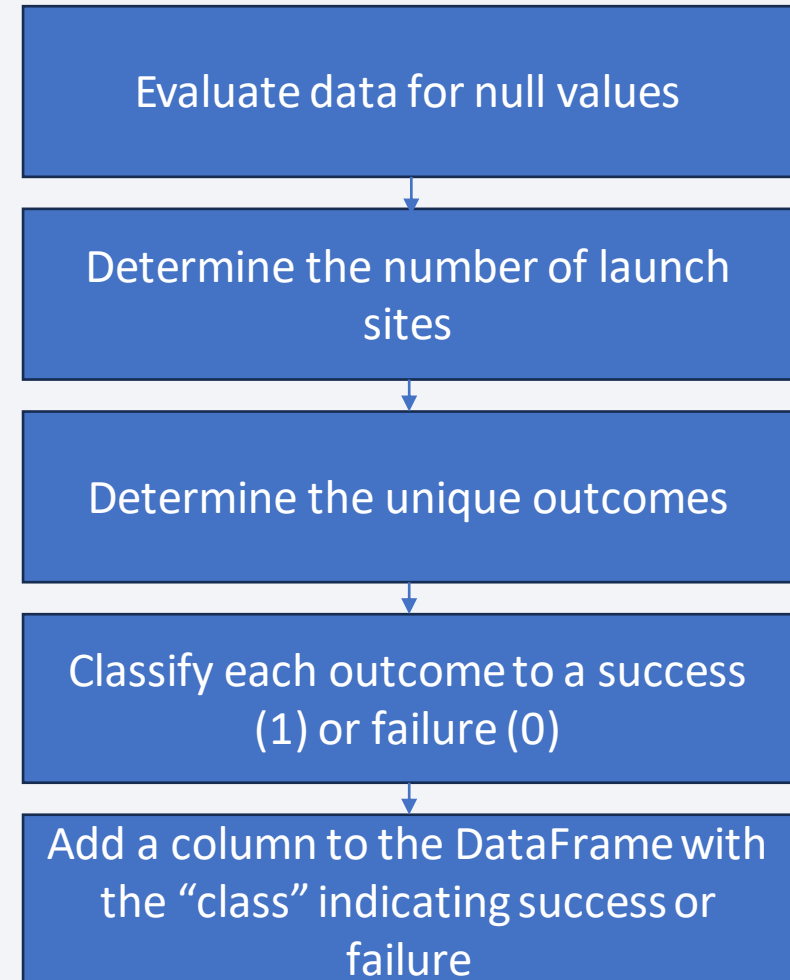 Evaluate data for null values
Determine the number of launch
sites
Determine the unique outcomes
Classify each outcome to a success
(1) or failure (0)
Add a column to the DataFrame with
the “class” indicating success or
failure